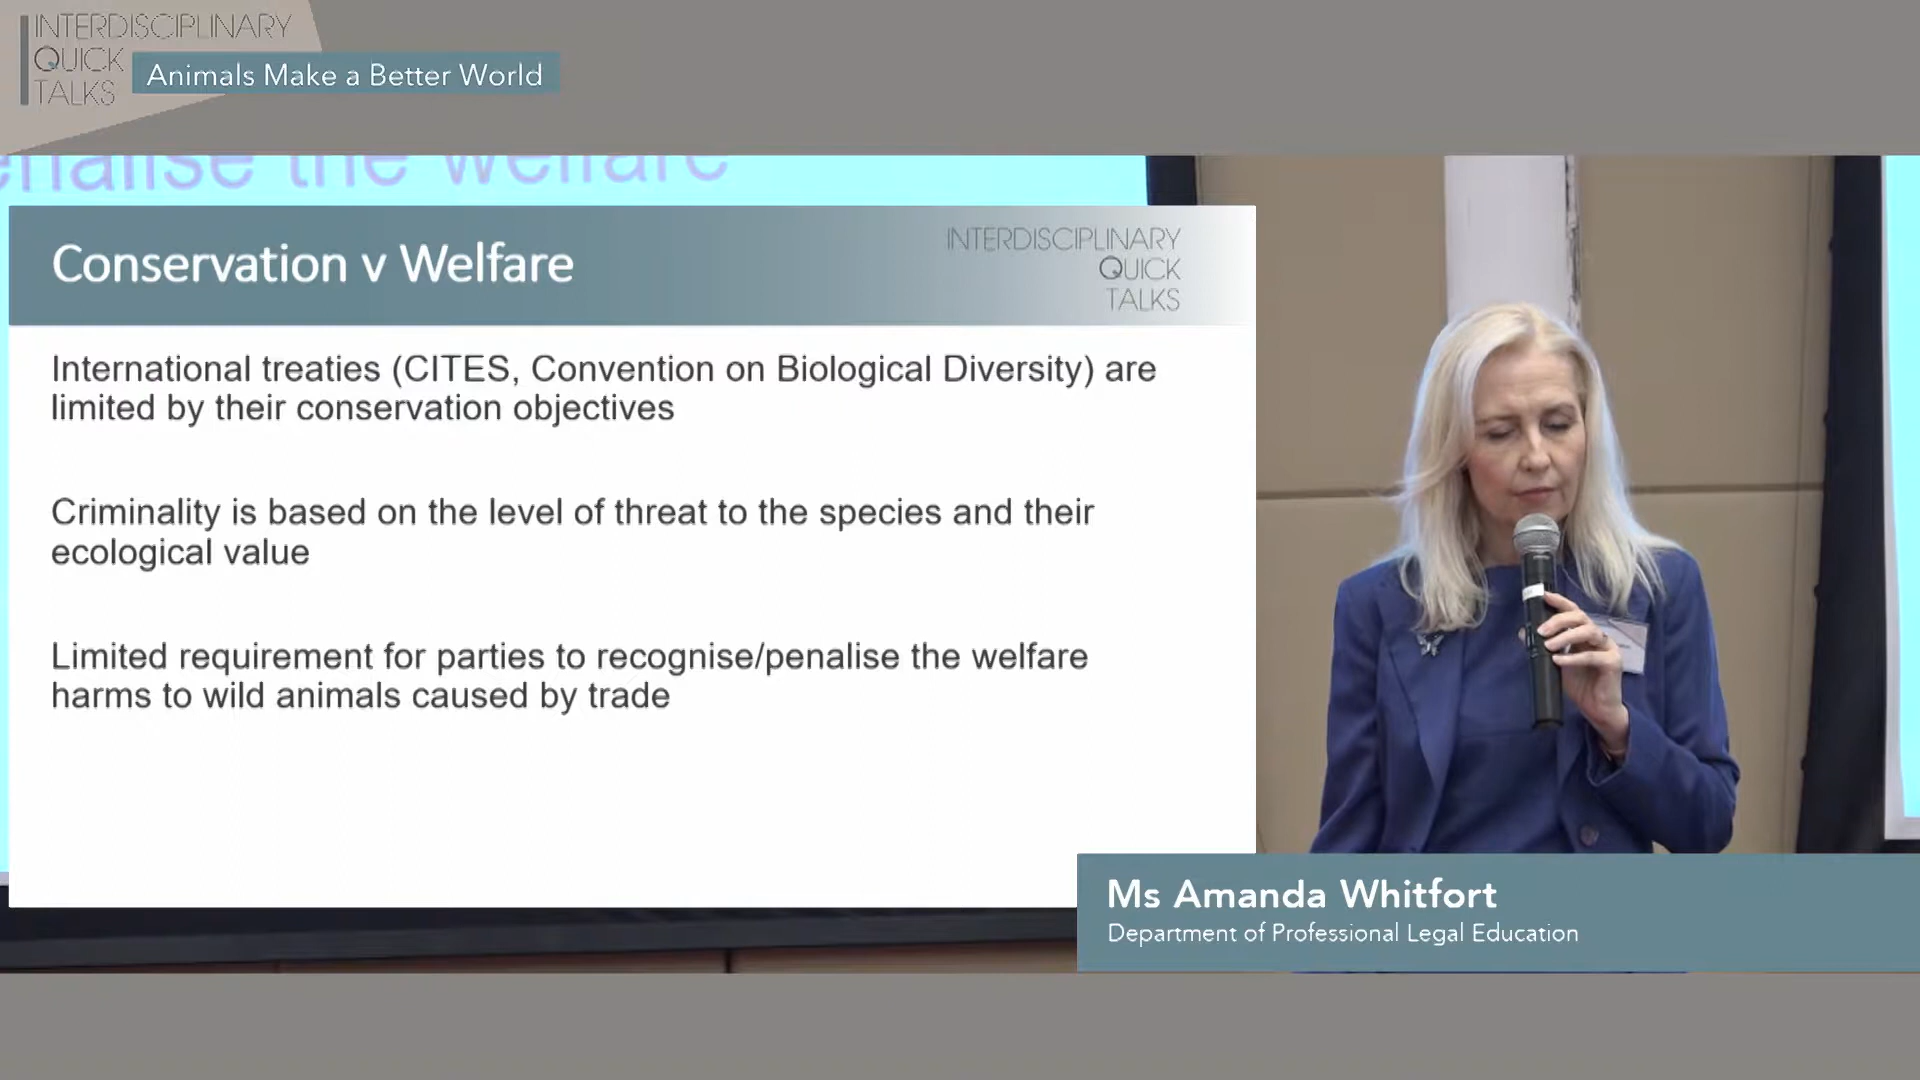 INTERDISCIPLINARY
QUICK
TALKS
Animals Make a Better World
the welfare
Conservation v Welfare
INTERDISCIPLINARY
QUICK
TALKS
International treaties (CITES, Convention on Biological Diversity) are
limited by their conservation objectives
Criminality is based on the level of threat to the species and their
ecological value
Limited requirement for parties to recognise/penalise the welfare
harms to wild animals caused by trade
Ms Amanda Whitfort
Department of Professional Legal Education